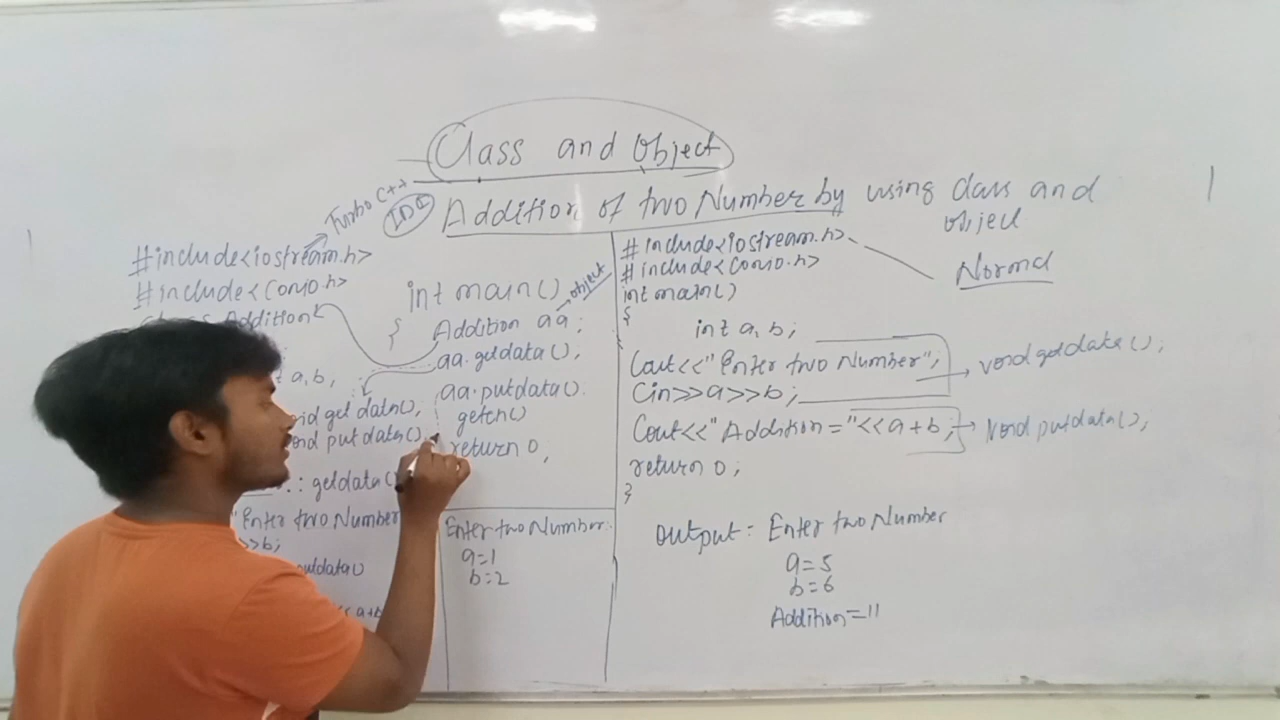 Class and Object
Addition of two Number by using class and
object
Turbo C++
IDE
#include<iostream.h>
#include<conio.h>
Addition{
a,b,
void getdata(),
void putdata(),
:: getdata()
"Enter two Number
>>b;
putdata()
<<a+b
int main()
{
object
Addition aa;
aa.getdata(),
aa.putdata().
getch()
return 0,
Enter two Number:
a=1
b=2
#include<iostream.h>
#include<conio.h>
Normal
int main()
{
int a, b;
Cout<<"Enter two Number";
void getdata();
Cin>>a>>b;
Cout<<"Addition="<<a+b;
void putdata();
return 0;
}
Output: Enter two Number
a=5
b=6
Addition=11